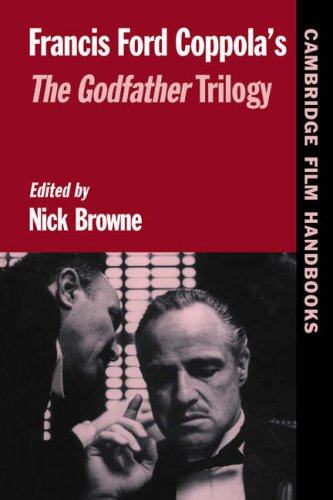 Francis Ford Coppola's
The Godfather Trilogy
Edited by
Nick Browne
CAMBRIDGE FILM HANDBOOKS